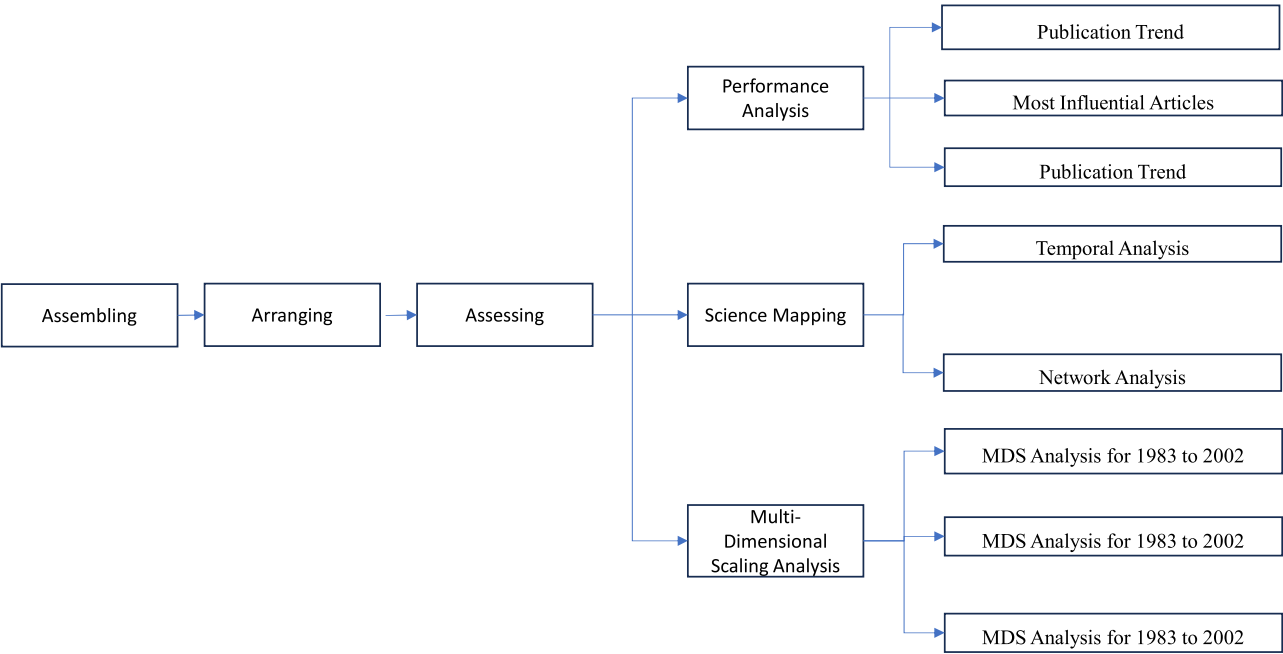 Assembling
Arranging
Assessing
Performance
Analysis
Publication Trend
Most Influential Articles
Publication Trend
Science Mapping
Temporal Analysis
Network Analysis
Multi-
Dimensional
Scaling Analysis
MDS Analysis for 1983 to 2002
MDS Analysis for 1983 to 2002
MDS Analysis for 1983 to 2002